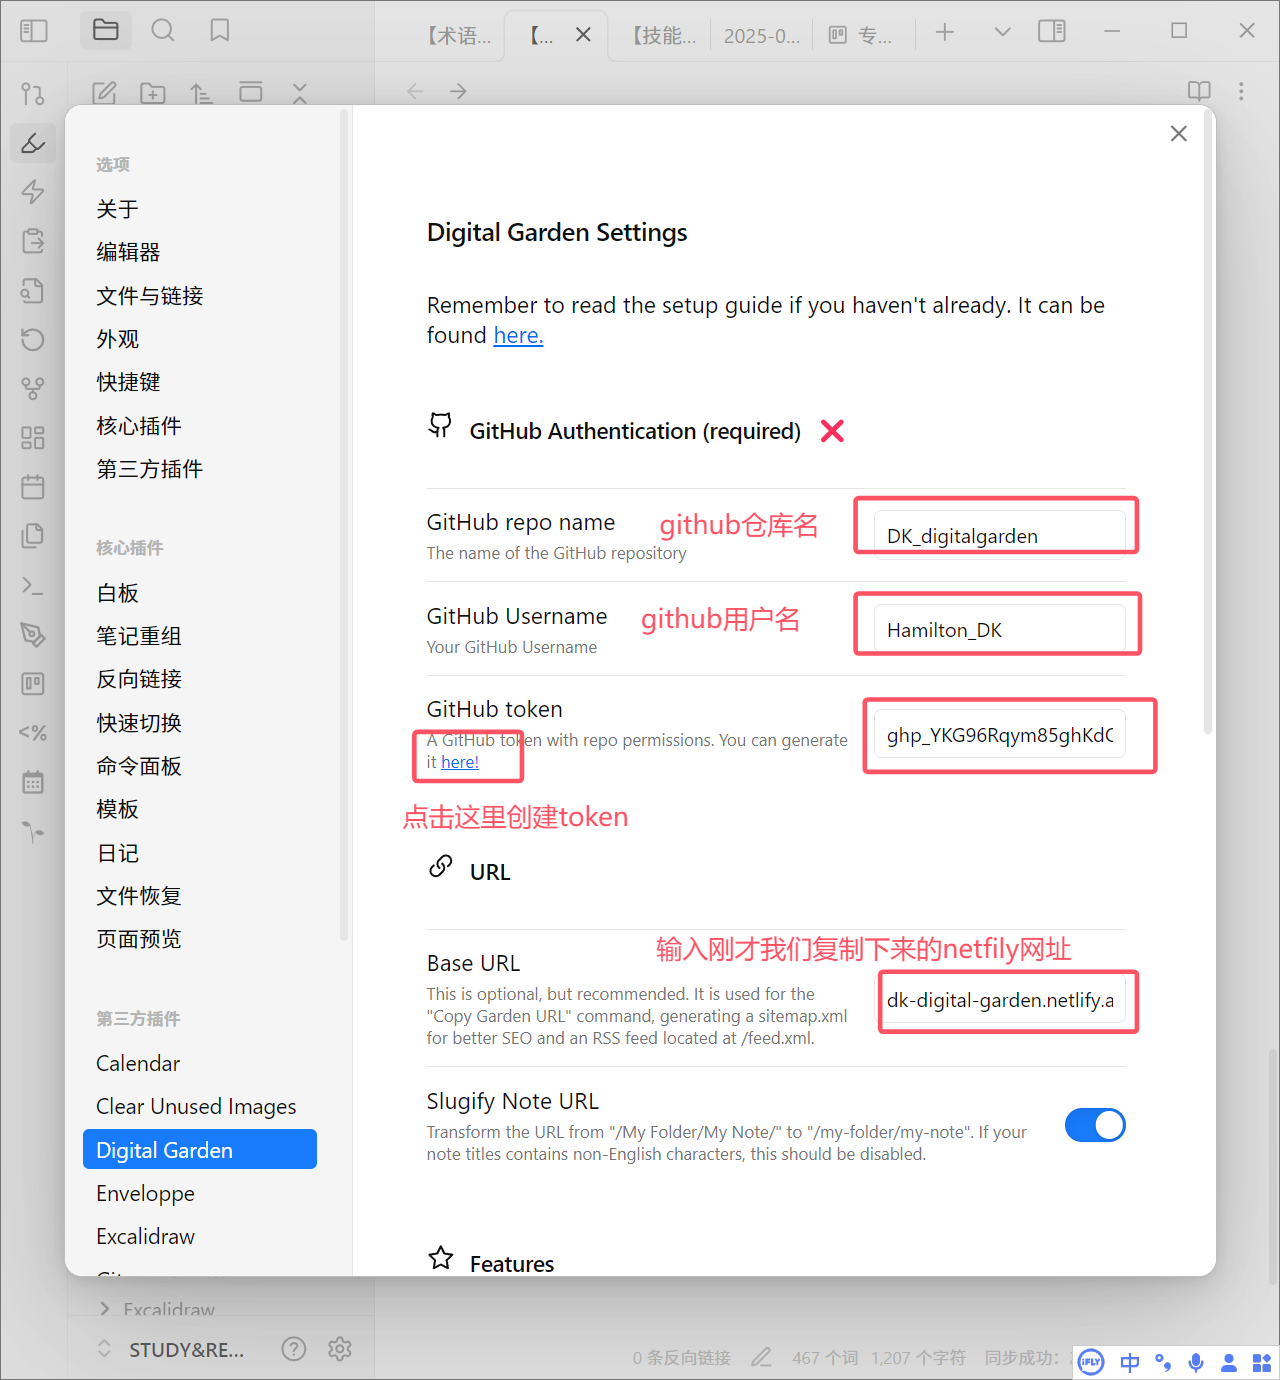 【术语...
【...
【技能...
2025-0...
专...
选项
关于
编辑器
文件与链接
外观
快捷键
核心插件
第三方插件
核心插件
白板
笔记重组
反向链接
快速切换
命令面板
模板
日记
文件恢复
页面预览
第三方插件
Calendar
Clear Unused Images
Digital Garden
Enveloppe
Excalidraw
Digital Garden Settings
Remember to read the setup guide if you haven't already. It can be
found here.
GitHub Authentication (required)
GitHub repo name
github仓库名
DK_digitalgarden
The name of the GitHub repository
GitHub Username
github用户名
Hamilton_DK
Your GitHub Username
GitHub token
A GitHub token with repo permissions. You can generate
it here!
ghp_YKG96Rqym85ghKdC
点击这里创建token
URL
输入刚才我们复制下来的netfily网址
Base URL
dk-digital-garden.netlify.a
This is optional, but recommended. It is used for the
"Copy Garden URL" command, generating a sitemap.xml
for better SEO and an RSS feed located at /feed.xml.
Slugify Note URL
Transform the URL from "/My Folder/My Note/" to "/my-folder/my-note". If your
note titles contains non-English characters, this should be disabled.
Features
Excalidraw
STUDY&RE...
0 条反向链接
467 个词
1,207 个字符
同步成功:
iFLY
中